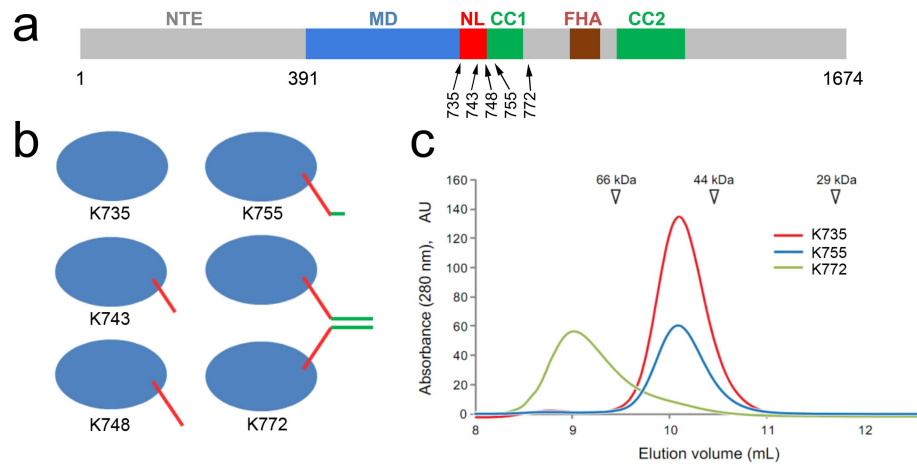 a
NTE MD NL CC1 FHA CC2
1 391 1674
735 743 748 755 772
b
K735 K755
K743
K748 K772
c
66 kDa 44 kDa 29 kDa
Absorbance (280 nm), AU
160
140
120
100
80
60
40
20
0
K735
K755
K772
8 9 10 11 12
Elution volume (mL)